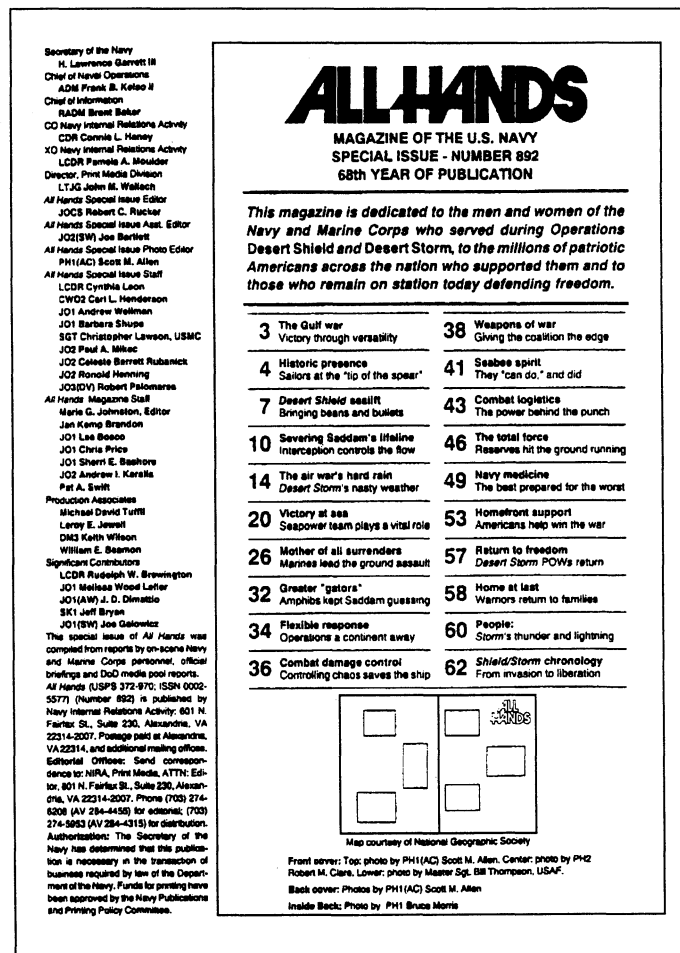 Secretary of the Navy
H. Lawrence Garrett III
Chief of Naval Operations
ADM Frank B. Kelso II
Chief of Information
RADM Brent Baker
CO Navy Internal Relations Activity
CDR Connie L. Haney
XO Navy Internal Relations Activity
LCDR Pamela A. Moulder
Director, Print Media Division
LTJG John M. Wallach
All Hands Special Issue Editor
JOCS Robert C. Rucker
All Hands Special Issue Asst. Editor
JO2(SW) Joe Bartlett
All Hands Special Issue Photo Editor
PH1(AC) Scott M. Allen
All Hands Special Issue Staff
LCDR Cynthia Leon
CWO2 Carl L. Henderson
JO1 Andrew Wellman
JO1 Barbara Shupe
SGT Christopher Lawson, USMC
JO2 Paul A. Mikec
JO2 Celeste Barrett Rubanick
JO2 Ronald Henning
JO3(DV) Robert Palomares
All Hands Magazine Staff
Marie G. Johnston, Editor
Jan Kemp Brandon
JO1 Lee Bosco
JO1 Chris Price
JO1 Sherri E. Bashore
JO2 Andrew I. Karalis
Pat A. Swift
Production Associates
Michael David Tuffli
Leroy E. Jewell
DM3 Keith Wilson
William E. Beamon
Significant Contributors
LCDR Rudolph W. Brewington
JO1 Melissa Wood Lefler
JO1(AW) J. D. Dimattio
SK1 Jeff Bryan
JO1(SW) Joe Gawlowicz
This special issue of All Hands was
compiled from reports by on-scene Navy
and Marine Corps personnel, official
briefings and DoD media pool reports.
All Hands (USPS 372-970; ISSN 0002-
5577) (Number 892) is published by
Navy Internal Relations Activity: 601 N.
Fairfax St., Suite 230, Alexandria, VA
22314-2007. Postage paid at Alexandria,
VA 22314, and additional mailing offices.
Editorial Offices: Send correspon-
dence to: NIRA, Print Media, ATTN: Edi-
tor, 601 N. Fairfax St., Suite 230, Alexan-
dria, VA 22314-2007. Phone (703) 274-
6208 (AV 284-4455) for editorial; (703)
274-5953 (AV 284-4315) for distribution.
Authorization: The Secretary of the
Navy has determined that this publica-
tion is necessary in the transaction of
business required by law of the Depart-
ment of the Navy. Funds for printing have
been approved by the Navy Publications
and Printing Policy Committee.
ALL HANDS
MAGAZINE OF THE U.S. NAVY
SPECIAL ISSUE - NUMBER 892
68th YEAR OF PUBLICATION
This magazine is dedicated to the men and women of the
Navy and Marine Corps who served during Operations
Desert Shield and Desert Storm, to the millions of patriotic
Americans across the nation who supported them and to
those who remain on station today defending freedom.
3 The Gulf war
Victory through versatility
4 Historic presence
Sailors at the "tip of the spear"
7 Desert Shield sealift
Bringing beans and bullets
10 Severing Saddam's lifeline
Interception controls the flow
14 The air war's hard rain
Desert Storm's nasty weather
20 Victory at sea
Seapower team plays a vital role
26 Mother of all surrenders
Marines lead the ground assault
32 Greater "gators"
Amphibs kept Saddam guessing
34 Flexible response
Operations a continent away
36 Combat damage control
Controlling chaos saves the ship
38 Weapons of war
Giving the coalition the edge
41 Seabee spirit
They "can do," and did
43 Combat logistics
The power behind the punch
46 The total force
Reserves hit the ground running
49 Navy medicine
The best prepared for the worst
53 Homefront support
Americans help win the war
57 Return to freedom
Desert Storm POWs return
58 Home at last
Warriors return to families
60 People:
Storm's thunder and lightning
62 Shield/Storm chronology
From invasion to liberation
ALL
HANDS
Map courtesy of National Geographic Society
Front cover: Top: photo by PH1(AC) Scott M. Allen. Center: photo by PH2
Robert M. Clare. Lower: photo by Master Sgt. Bill Thompson, USAF.
Back cover: Photos by PH1(AC) Scott M. Allen
Inside Back: Photo by PH1 Bruce Morris